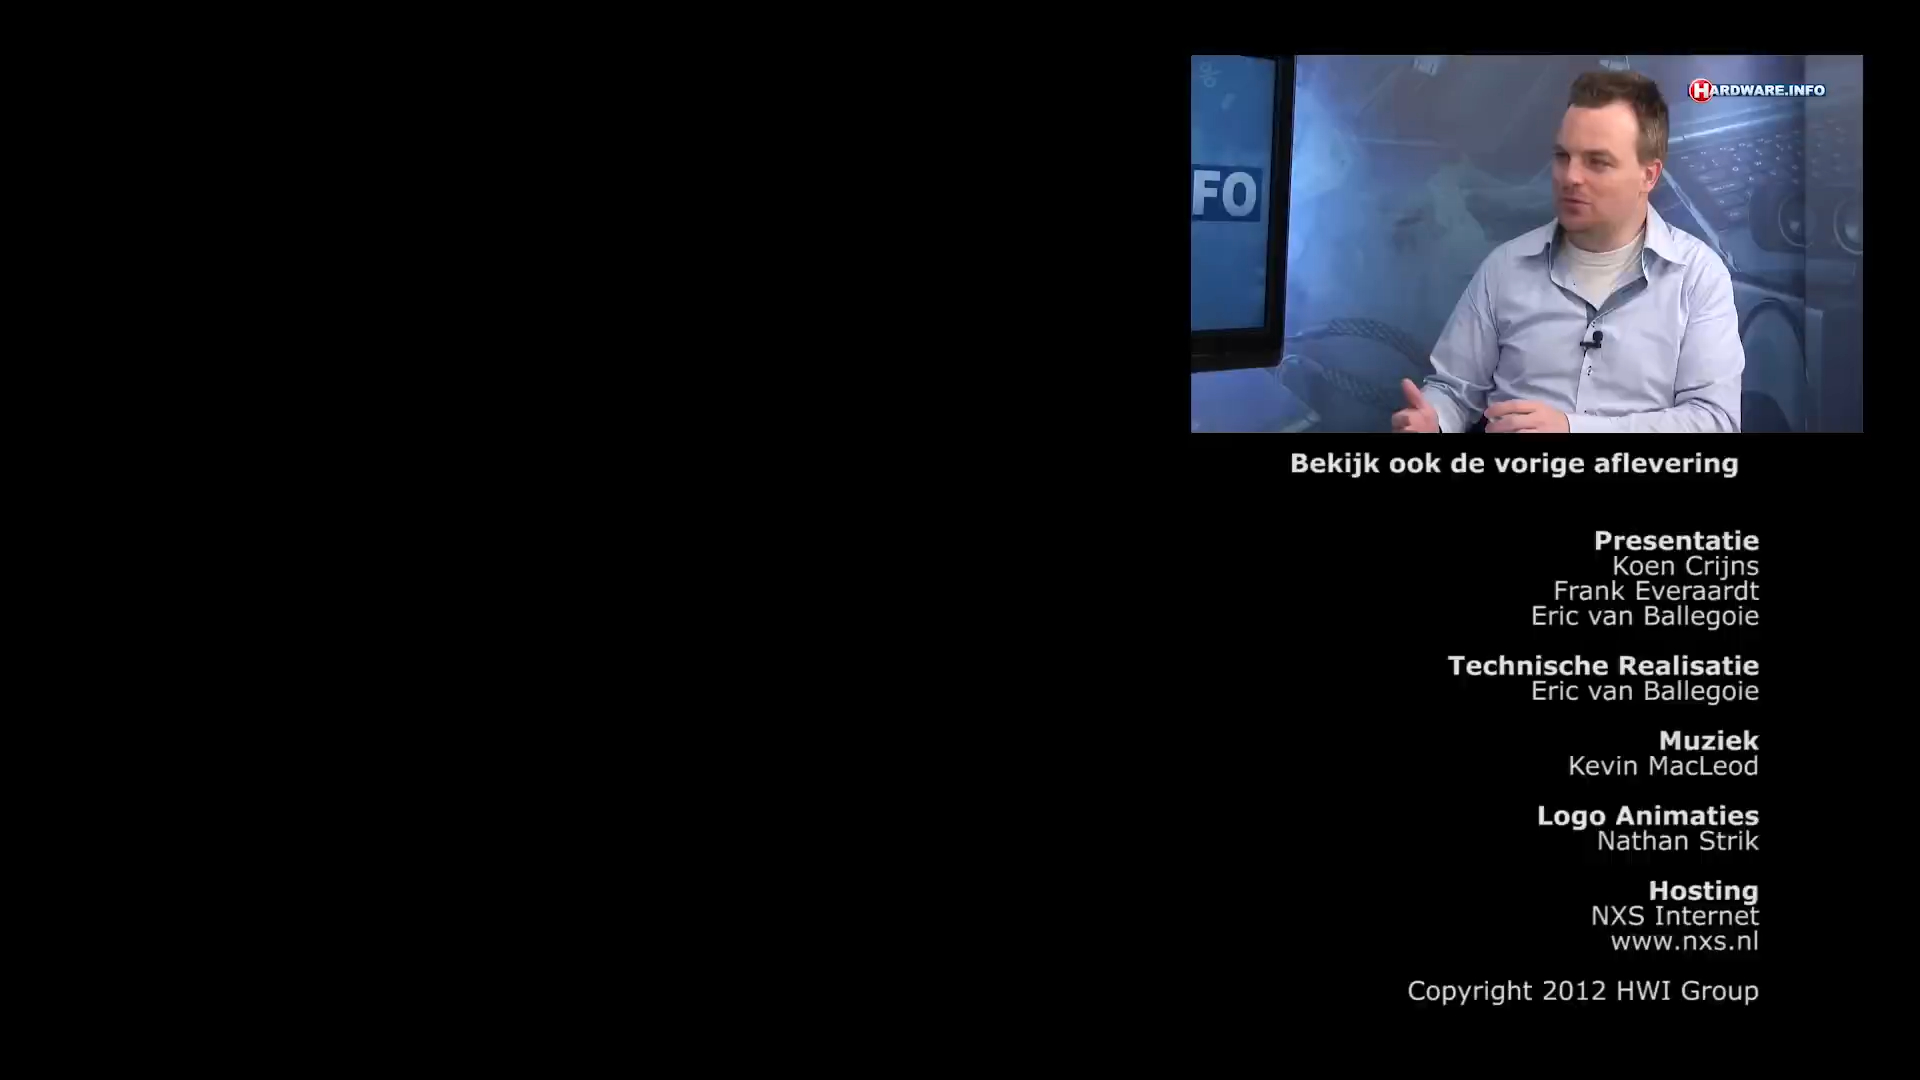 HARDWARE.INFO
FO
Bekijk ook de vorige aflevering
Presentatie
Koen Crijns
Frank Everaardt
Eric van Ballegoie
Technische Realisatie
Eric van Ballegoie
Muziek
Kevin MacLeod
Logo Animaties
Nathan Strik
Hosting
NXS Internet
www.nxs.nl
Copyright 2012 HWI Group